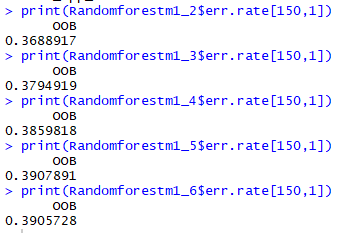 > print(Randomforestm1_2$err.rate[150,1])
      OOB
0.3688917
> print(Randomforestm1_3$err.rate[150,1])
      OOB
0.3794919
> print(Randomforestm1_4$err.rate[150,1])
      OOB
0.3859818
> print(Randomforestm1_5$err.rate[150,1])
      OOB
0.3907891
> print(Randomforestm1_6$err.rate[150,1])
      OOB
0.3905728